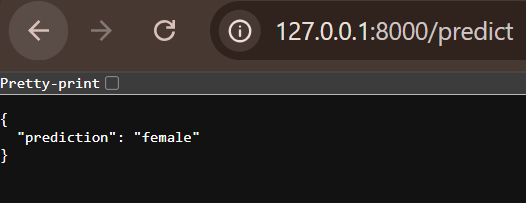 127.0.0.1:8000/predict
Pretty-print
{
  "prediction": "female"
}